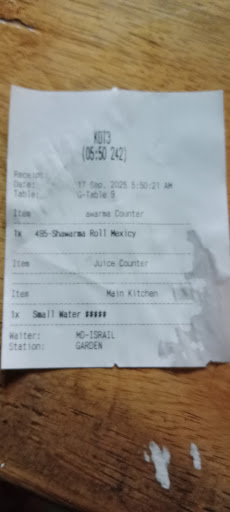 KOT3
(05:50 242)
Receipt:
Date: 17 Sep, 2025 5:50:21 AM
Table: G-Table 9
Item awarma Counter
1x 495-Shawarma Roll Mexicy
Item Juice Counter
Item Main Kitchen
1x Small Water #####
Waiter: MD-ISRAIL
Station: GARDEN